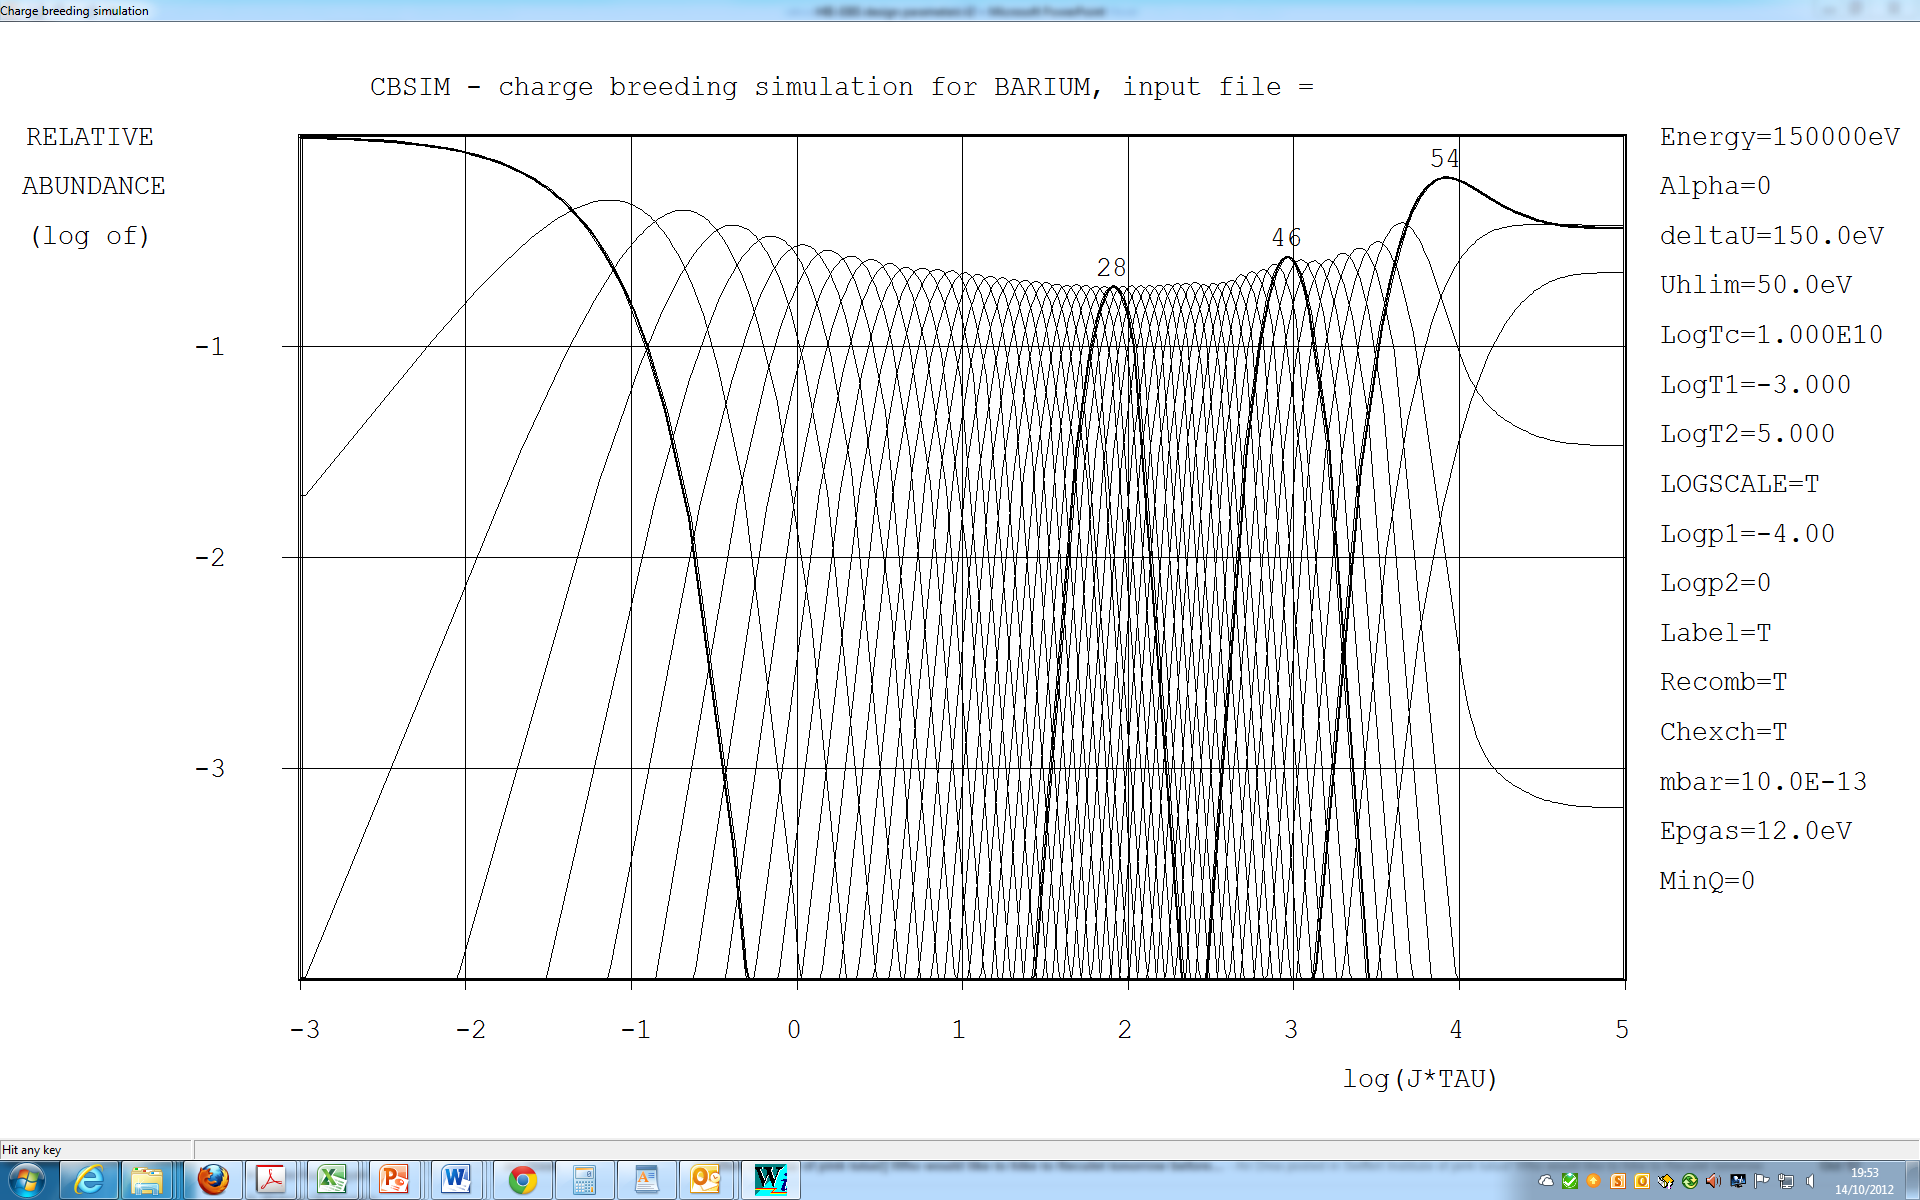 Charge breeding simulation
CBSIM - charge breeding simulation for BARIUM, input file =
RELATIVE
ABUNDANCE
(log of)
-1
-2
-3
28
46
54
-3 -2 -1 0 1 2 3 4 5
log(J*TAU)
Energy=150000eV
Alpha=0
deltaU=150.0eV
Uhlim=50.0eV
LogTc=1.000E10
LogT1=-3.000
LogT2=5.000
LOGSCALE=T
Logp1=-4.00
Logp2=0
Label=T
Recomb=T
Chexch=T
mbar=10.0E-13
Epgas=12.0eV
MinQ=0
Hit any key
19:53
14/10/2012